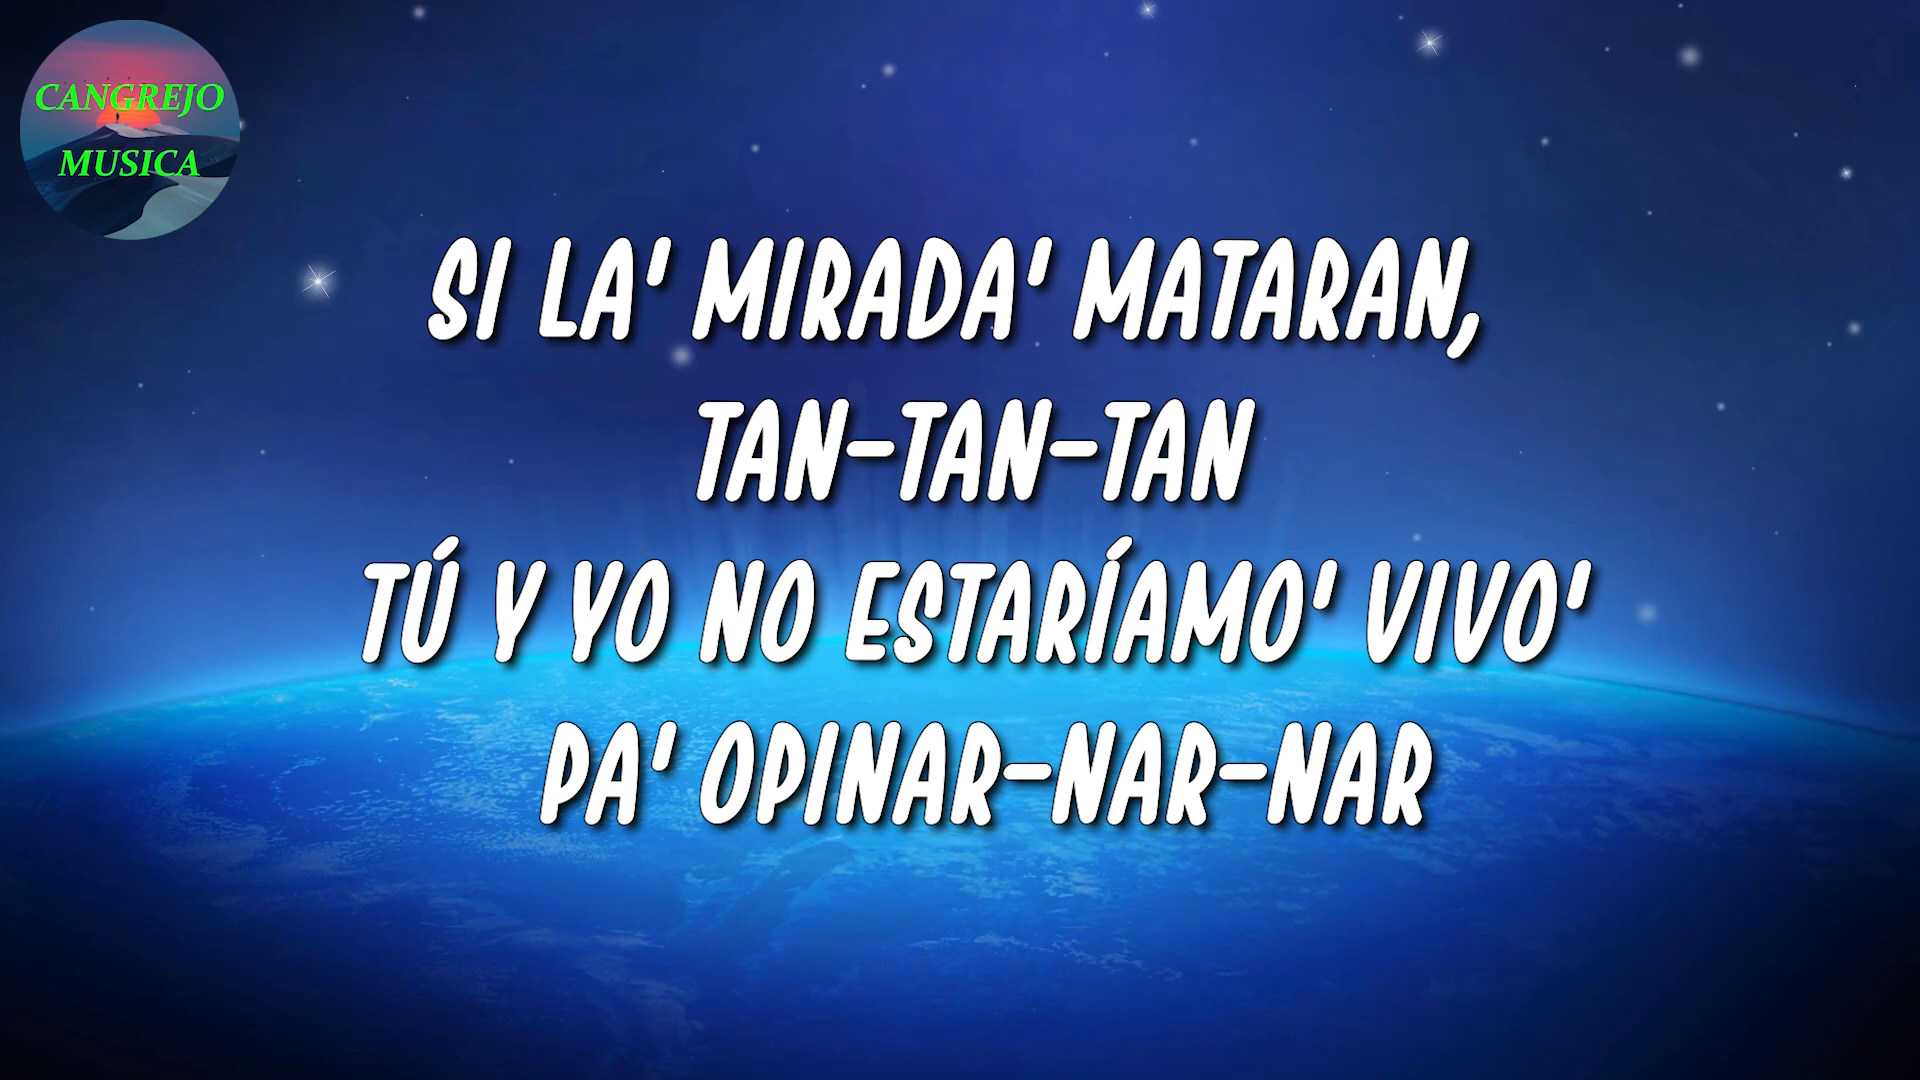 CANGREJO
MUSICA
SI LA' MIRADA' MATARAN,
TAN-TAN-TAN
TÚ Y YO NO ESTARÍAMO' VIVO'
PA' OPINAR-NAR-NAR